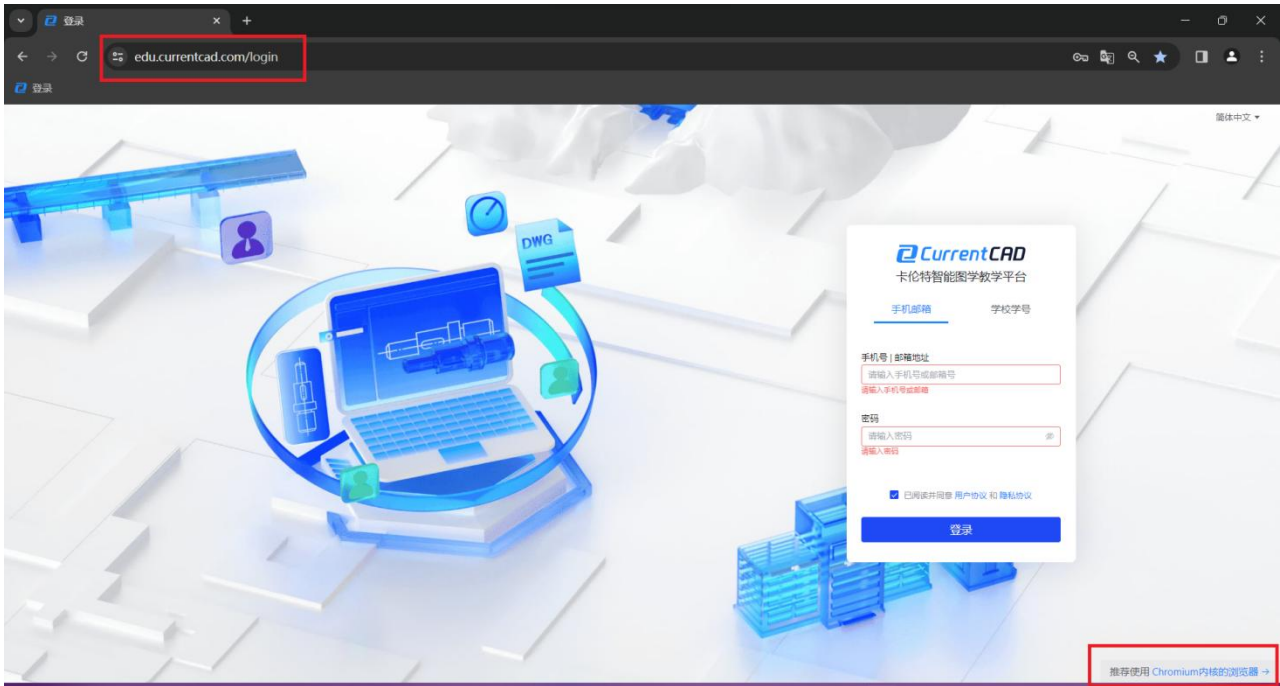 登录
edu.currentcad.com/login
登录
简体中文
DWG
CurrentCAD
卡伦特智能图学教学平台
手机邮箱 学校学号
手机号 | 邮箱地址
请输入手机号或邮箱号
请输入手机号或邮箱
密码
请输入密码
请输入密码
已阅读并同意 用户协议 和 隐私协议
登录
推荐使用 Chromium内核的浏览器 →